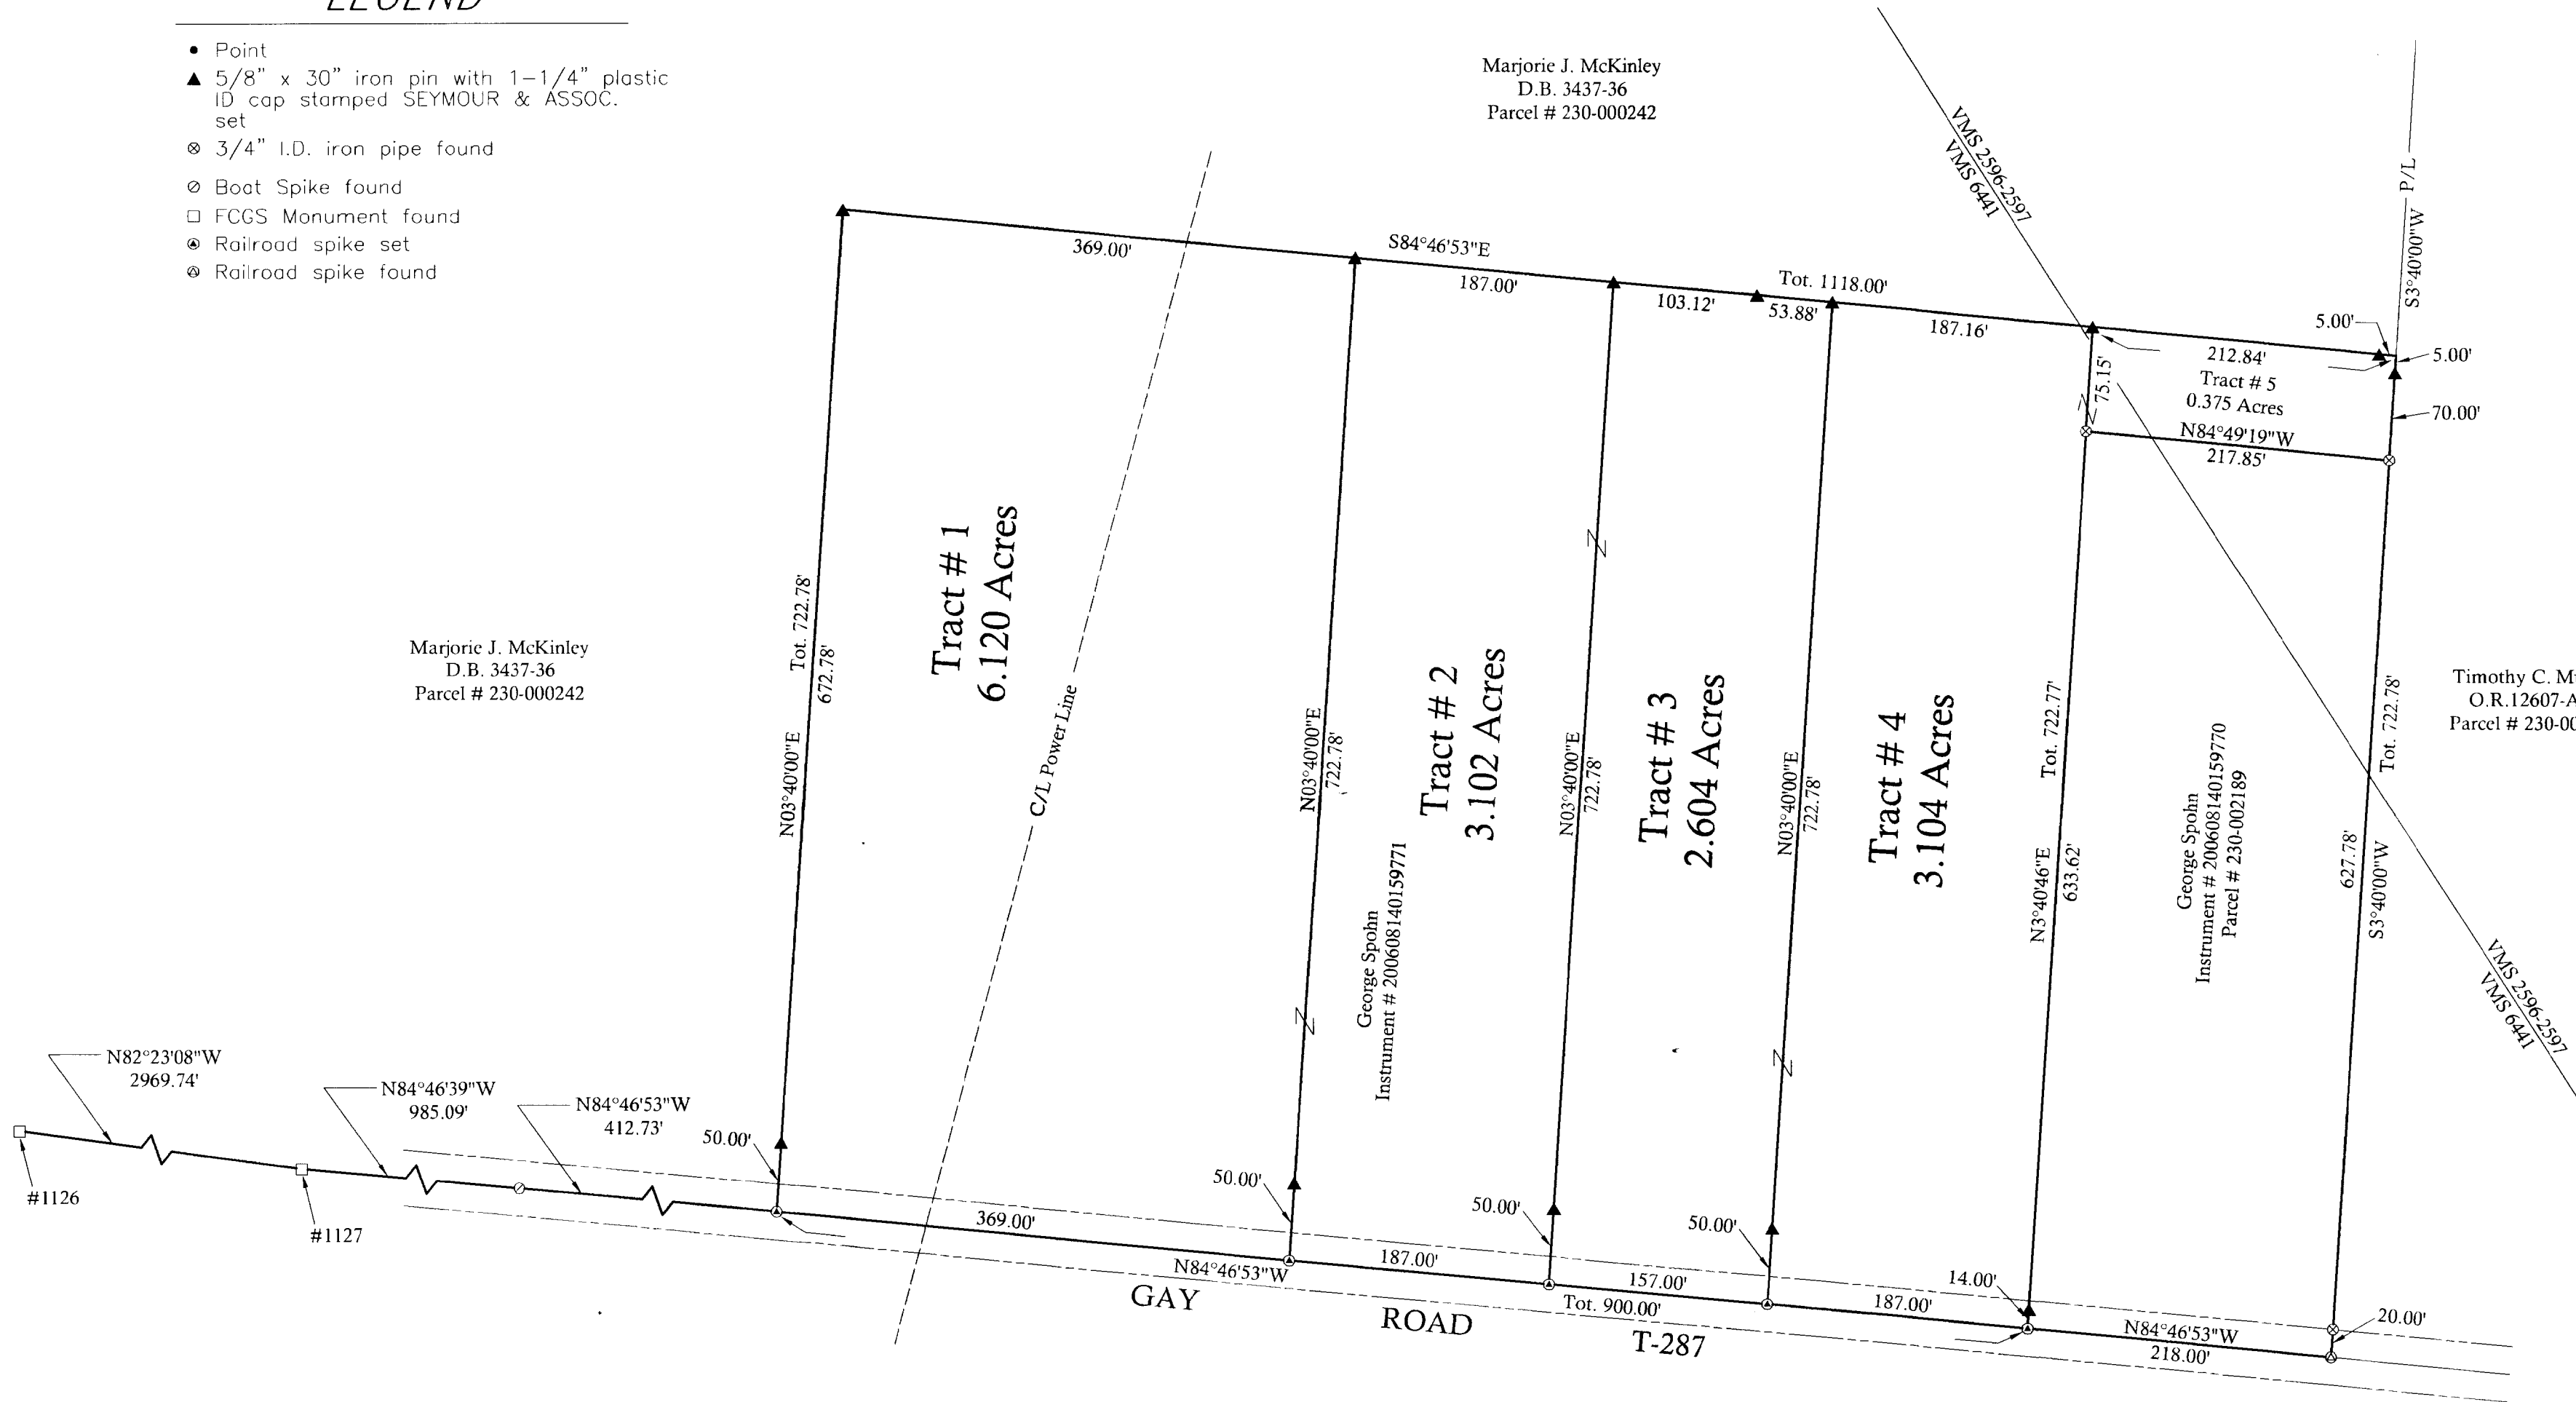 LEGEND
Point
5/8" x 30" iron pin with 1-1/4" plastic
ID cap stamped SEYMOUR & ASSOC.
set
3/4" I.D. iron pipe found
Boat Spike found
FCGS Monument found
Railroad spike set
Railroad spike found
Marjorie J. McKinley
D.B. 3437-36
Parcel # 230-000242
VMS 2596-2597
VMS 6441
P/L
S3°40'00"W
369.00'
S84°46'53"E
187.00'
103.12'
Tot. 1118.00'
53.88'
187.16'
212.84'
5.00'
5.00'
70.00'
75.15'
Tract # 5
0.375 Acres
N84°49'19"W
217.85'
Marjorie J. McKinley
D.B. 3437-36
Parcel # 230-000242
N03°40'00"E
Tot. 722.78'
672.78'
Tract # 1
6.120 Acres
C/L Power Line
N03°40'00"E
722.78'
George Spohn
Instrument # 200608140159771
Tract # 2
3.102 Acres
N03°40'00"E
722.78'
Tract # 3
2.604 Acres
N03°40'00"E
722.78'
Tract # 4
3.104 Acres
N3°40'46"E
Tot. 722.77'
633.62'
George Spohn
Instrument # 200608140159770
Parcel # 230-002189
627.78'
Tot. 722.78'
S3°40'00"W
Timothy C.
O.R.12607-A
Parcel # 230-00
VMS 2596-2597
VMS 6441
N82°23'08"W
2969.74'
N84°46'39"W
985.09'
N84°46'53"W
412.73'
#1126
#1127
50.00'
50.00'
50.00'
50.00'
14.00'
20.00'
369.00'
N84°46'53"W
187.00'
157.00'
Tot. 900.00'
187.00'
N84°46'53"W
218.00'
GAY ROAD T-287